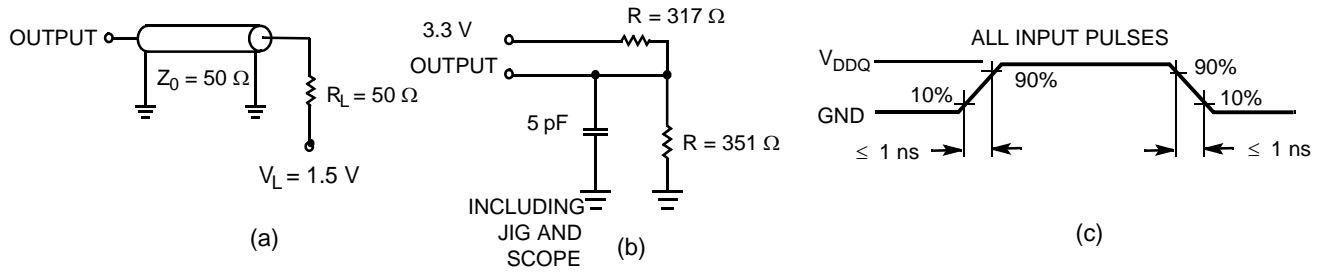 OUTPUT
Z0 = 50 Ω
RL = 50 Ω
VL = 1.5 V
(a)
R = 317 Ω
3.3 V
OUTPUT
5 pF
R = 351 Ω
INCLUDING
JIG AND
SCOPE
(b)
ALL INPUT PULSES
VDDQ
GND
10%
90%
90%
10%
≤ 1 ns
≤ 1 ns
(c)